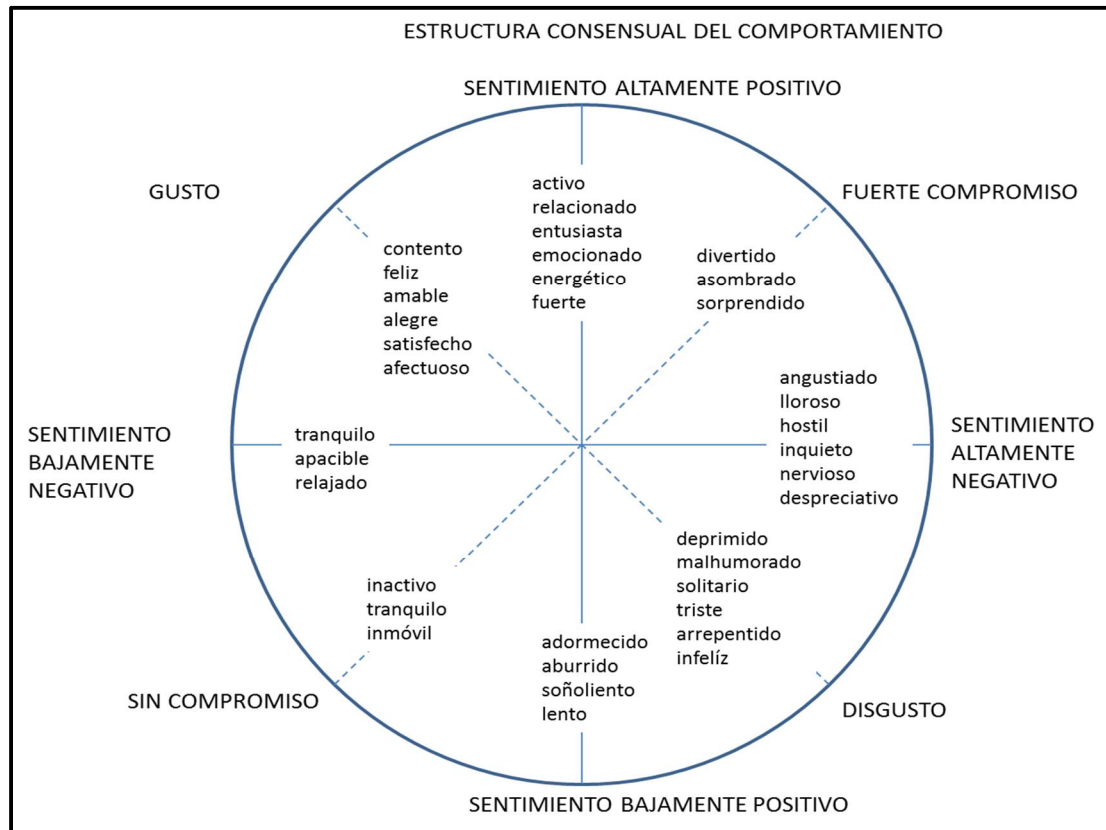 ESTRUCTURA CONSENSUAL DEL COMPORTAMIENTO
SENTIMIENTO ALTAMENTE POSITIVO
GUSTO
FUERTE COMPROMISO
activo
relacionado
entusiasta
emocionado
energético
fuerte
contento
feliz
amable
alegre
satisfecho
afectuoso
divertido
asombrado
sorprendido
SENTIMIENTO
BAJAMENTE
NEGATIVO
tranquilo
apacible
relajado
angustiado
lloroso
hostil
inquieto
nervioso
despreciativo
SENTIMIENTO
ALTAMENTE
NEGATIVO
inactivo
tranquilo
inmóvil
adormecido
aburrido
soñoliento
lento
deprimido
malhumorado
solitario
triste
arrepentido
infelíz
SIN COMPROMISO
DISGUSTO
SENTIMIENTO BAJAMENTE POSITIVO